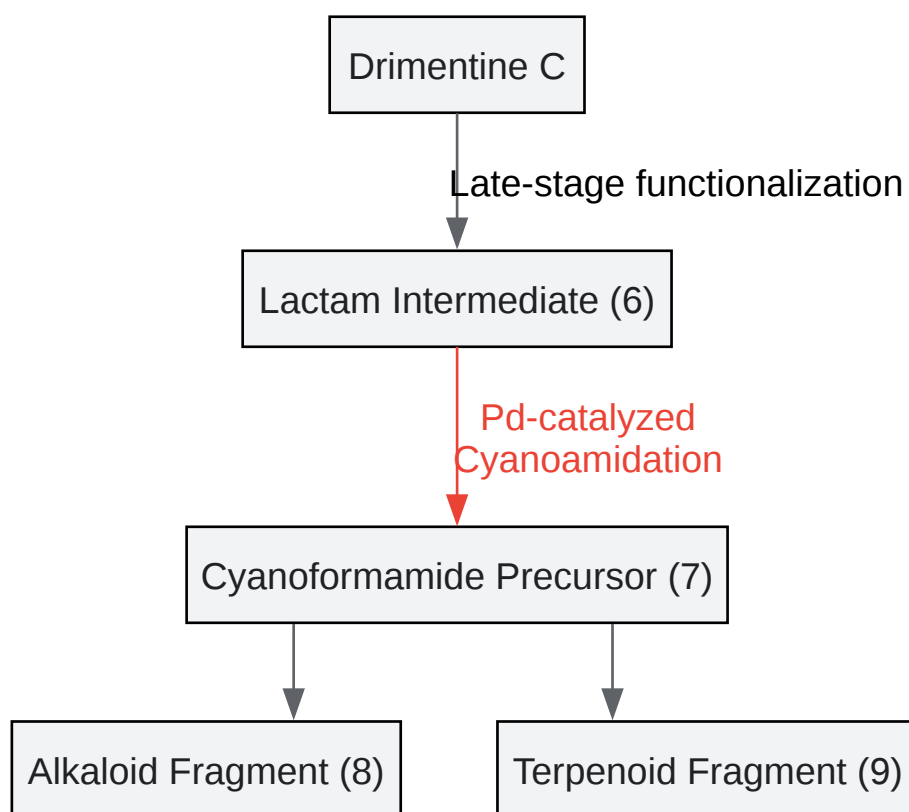 Drimentine C
Late-stage functionalization
Lactam Intermediate (6)
Pd-catalyzed
Cyanoamidation
Cyanoformamide Precursor (7)
Alkaloid Fragment (8)
Terpenoid Fragment (9)